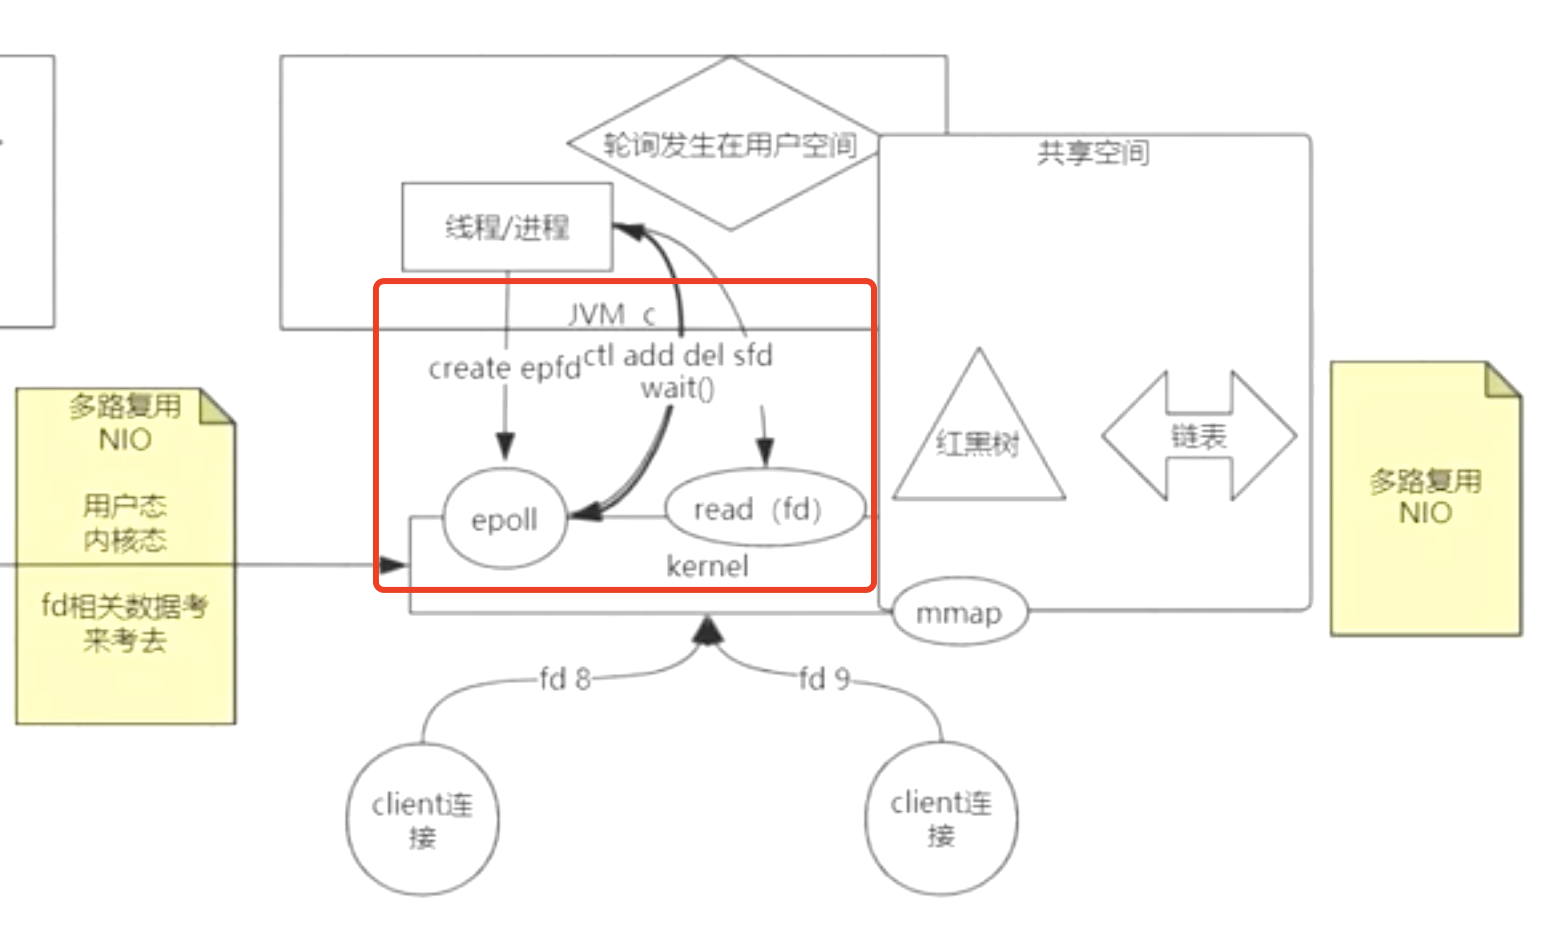 轮询发生在用户空间
共享空间
线程/进程
JVM c
create epfd
ctl add del sfd
wait()
多路复用
NIO
用户态
内核态
fd相关数据考
来考去
epoll
read（fd）
kernel
红黑树
链表
多路复用
NIO
mmap
fd 8
fd 9
client连
接
client连
接